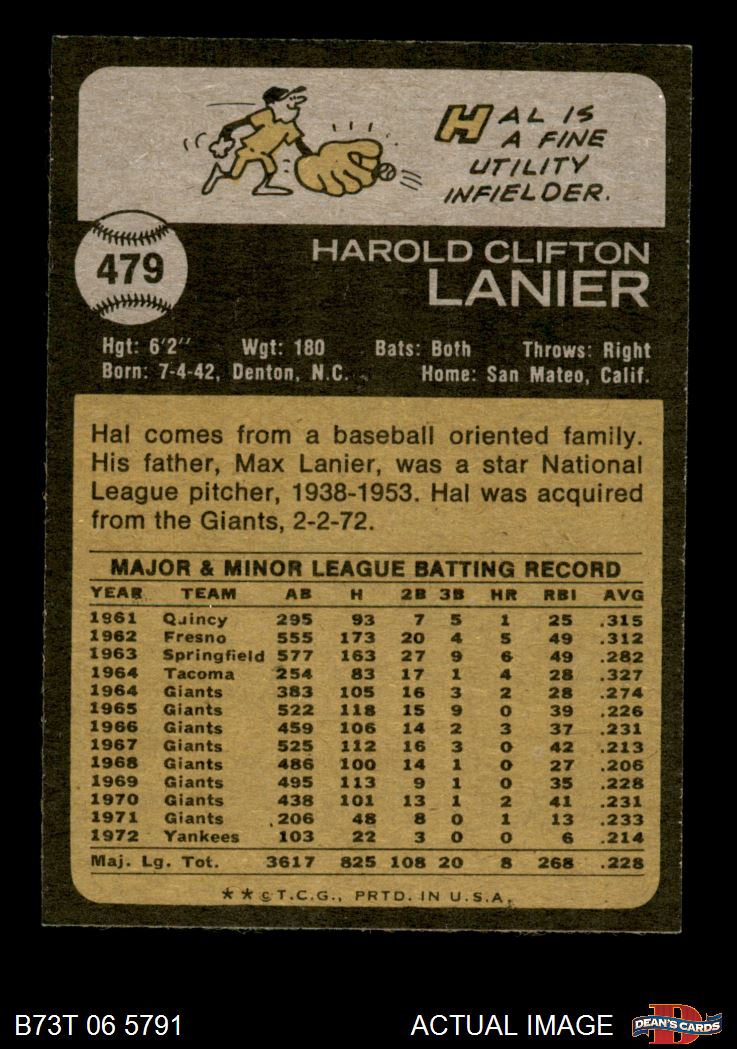 HAL IS
A FINE
UTILITY
INFIELDER.
479
HAROLD CLIFTON
LANIER
Hgt: 6'2" Wgt: 180 Bats: Both Throws: Right
Born: 7-4-42, Denton, N.C. Home: San Mateo, Calif.
Hal comes from a baseball oriented family.
His father, Max Lanier, was a star National
League pitcher, 1938-1953. Hal was acquired
from the Giants, 2-2-72.
MAJOR & MINOR LEAGUE BATTING RECORD
YEAR TEAM AB H 2B 3B HR RBI AVG
1961 Quincy 295 93 7 5 1 25 .315
1962 Fresno 555 173 20 4 5 49 .312
1963 Springfield 577 163 27 9 6 49 .282
1964 Tacoma 254 83 17 1 4 28 .327
1964 Giants 383 105 16 3 2 28 .274
1965 Giants 522 118 15 9 0 39 .226
1966 Giants 459 106 14 2 3 37 .231
1967 Giants 525 112 16 3 0 42 .213
1968 Giants 486 100 14 1 0 27 .206
1969 Giants 495 113 9 1 0 35 .228
1970 Giants 438 101 13 1 2 41 .231
1971 Giants 206 48 8 0 1 13 .233
1972 Yankees 103 22 3 0 0 6 .214
Maj. Lg. Tot. 3617 825 108 20 8 268 .228
**©T.C.G., PRTD. IN U.S.A.
B73T 06 5791 ACTUAL IMAGE
D
DEAN'S CARDS